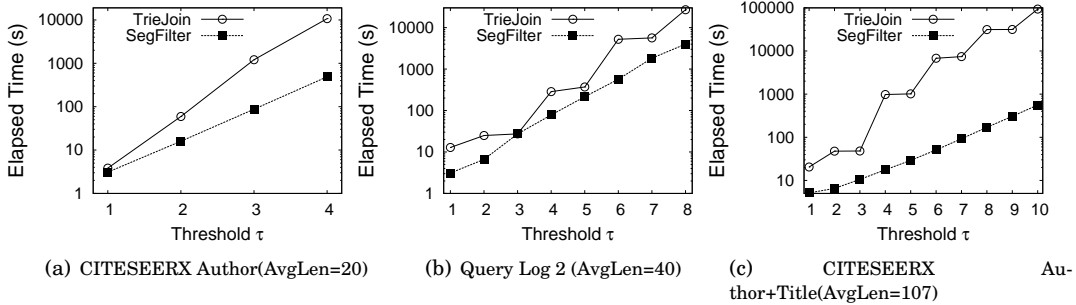 10000
1000
100
10
1
Elapsed Time (s)
TrieJoin
SegFilter
1 2 3 4
Threshold τ
(a) CITESEERX Author(AvgLen=20)
10000
1000
100
10
1
Elapsed Time (s)
TrieJoin
SegFilter
1 2 3 4 5 6 7 8
Threshold τ
(b) Query Log 2 (AvgLen=40)
100000
10000
1000
100
10
Elapsed Time (s)
TrieJoin
SegFilter
1 2 3 4 5 6 7 8 9 10
Threshold τ
(c) CITESEERX Au-
thor+Title(AvgLen=107)